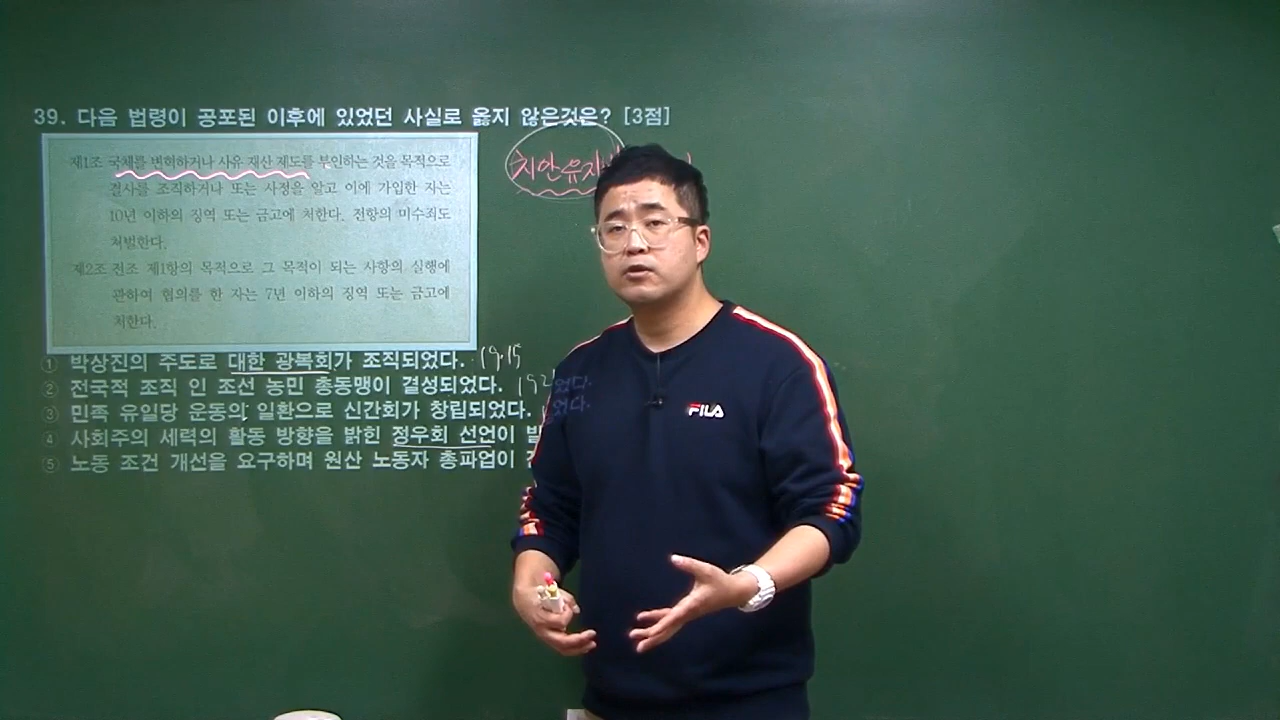 39. 다음 법령이 공포된 이후에 있었던 사실로 옳지 않은것은? [3점]
치안유지
제1조 국체를 변혁하거나 사유 재산 제도를 부인하는 것을 목적으로
결사를 조직하거나 또는 사정을 알고 이에 가입한 자는
10년 이하의 징역 또는 금고에 처한다. 전항의 미수죄도
처벌한다.
제2조 전조 제1항의 목적으로 그 목적이 되는 사항의 실행에
관하여 협의를 한 자는 7년 이하의 징역 또는 금고에
처한다.
① 박상진의 주도로 대한 광복회가 조직되었다. 1915
② 전국적 조직 인 조선 농민 총동맹이 결성되었다. 192
③ 민족 유일당 운동의 일환으로 신간회가 창립되었다.
④ 사회주의 세력의 활동 방향을 밝힌 정우회 선언이
⑤ 노동 조건 개선을 요구하며 원산 노동자 총파업이
FILA